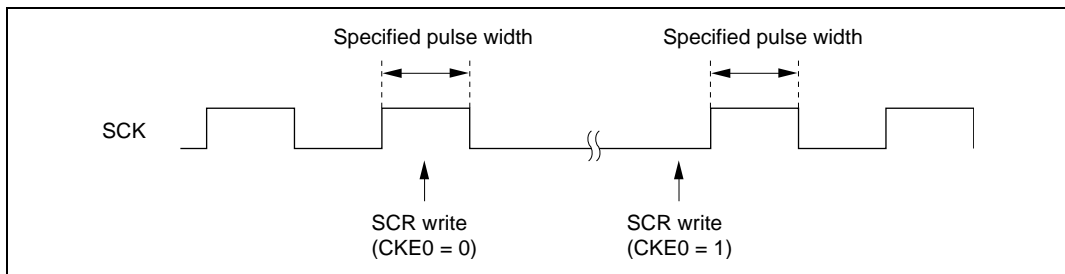 Specified pulse width
Specified pulse width
SCK
SCR write
(CKE0 = 0)
SCR write
(CKE0 = 1)